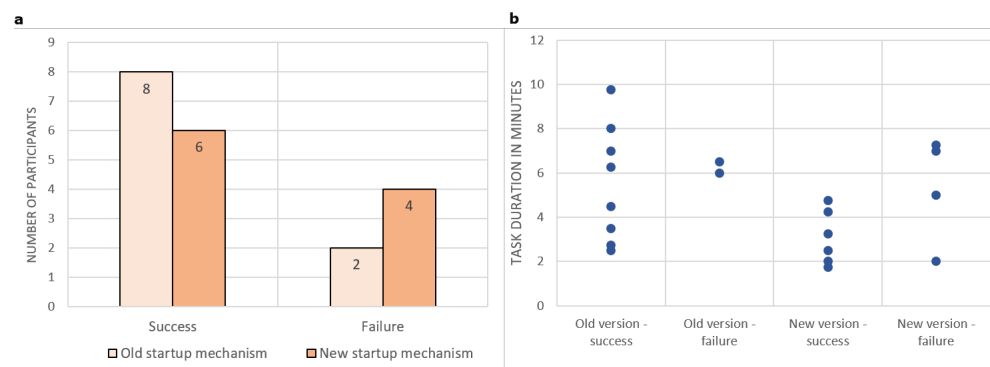 a
NUMBER OF PARTICIPANTS
9
8
7
6
5
4
3
2
1
0
8
6
2
4
Success
Failure
Old startup mechanism
New startup mechanism
b
TASK DURATION IN MINUTES
12
10
8
6
4
2
0
Old version -
success
Old version -
failure
New version -
success
New version -
failure